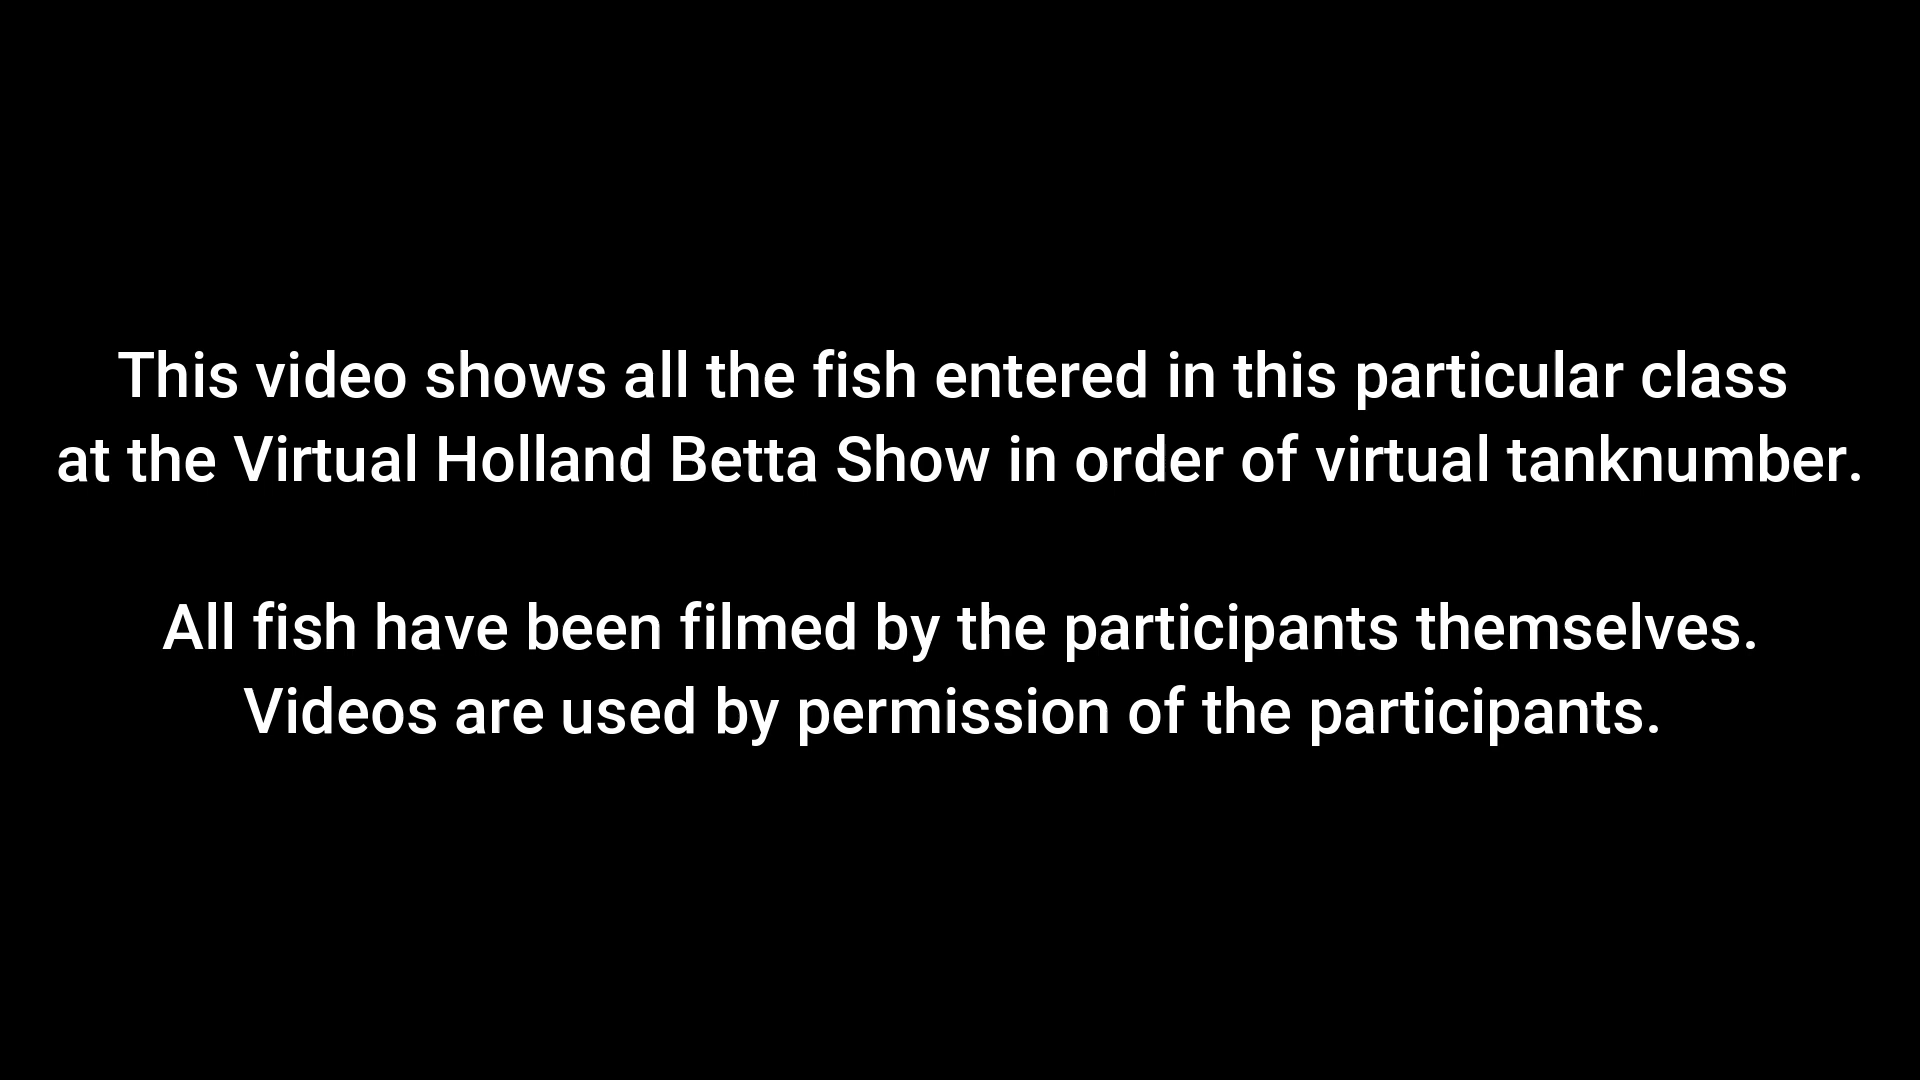 This video shows all the fish entered in this particular class
at the Virtual Holland Betta Show in order of virtual tanknumber.
All fish have been filmed by the participants themselves.
Videos are used by permission of the participants.